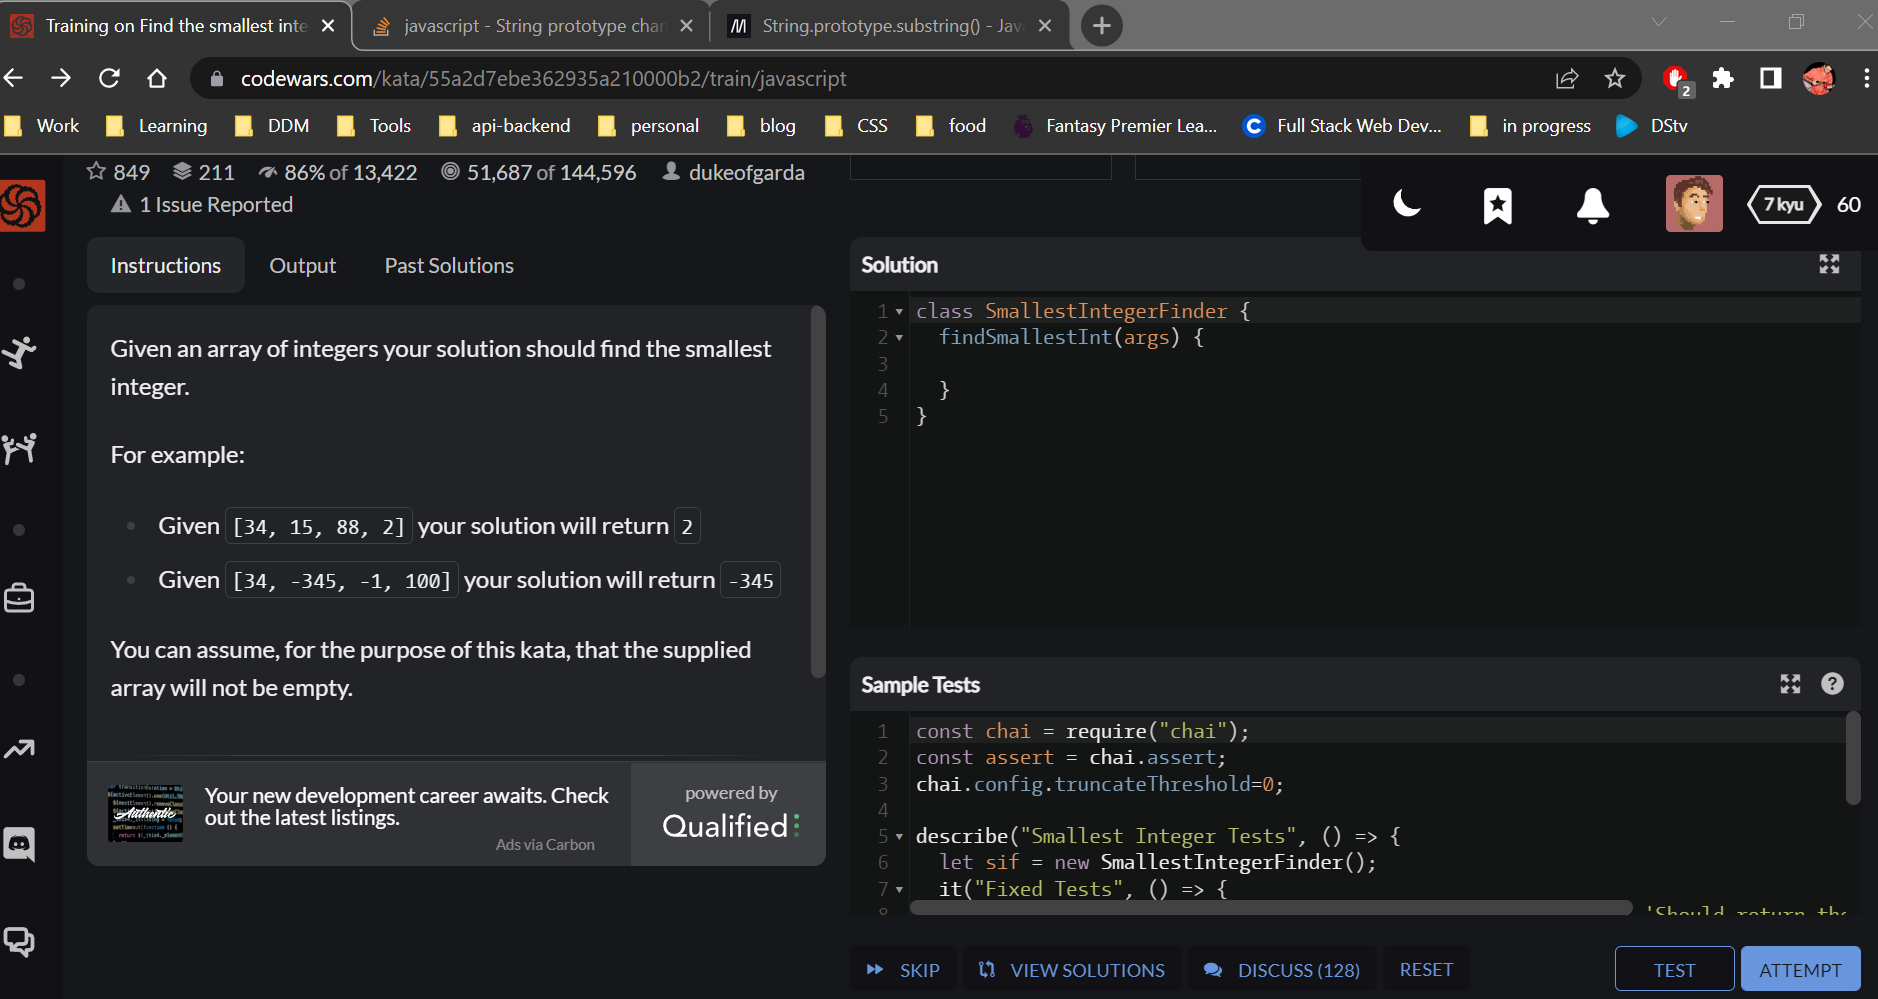 Training on Find the smallest inte
javascript - String prototype chan
String.prototype.substring() - Jav
codewars.com/kata/55a2d7ebe362935a210000b2/train/javascript
2
Work Learning DDM Tools api-backend personal blog CSS food Fantasy Premier Lea... Full Stack Web Dev... in progress DStv
849 211 86% of 13,422 51,687 of 144,596 dukeofgarda
1 Issue Reported
7 kyu 60
Instructions Output Past Solutions
Given an array of integers your solution should find the smallest
integer.
For example:
Given [34, 15, 88, 2] your solution will return 2
Given [34, -345, -1, 100] your solution will return -345
You can assume, for the purpose of this kata, that the supplied
array will not be empty.
Authentic
Your new development career awaits. Check
out the latest listings.
Ads via Carbon
powered by
Qualified
Solution
1 class SmallestIntegerFinder {
2 findSmallestInt(args) {
3
4 }
5 }
Sample Tests
1 const chai = require("chai");
2 const assert = chai.assert;
3 chai.config.truncateThreshold=0;
4
5 describe("Smallest Integer Tests", () => {
6 let sif = new SmallestIntegerFinder();
7 it("Fixed Tests", () => {
8 'Should return the
SKIP VIEW SOLUTIONS DISCUSS (128) RESET TEST ATTEMPT